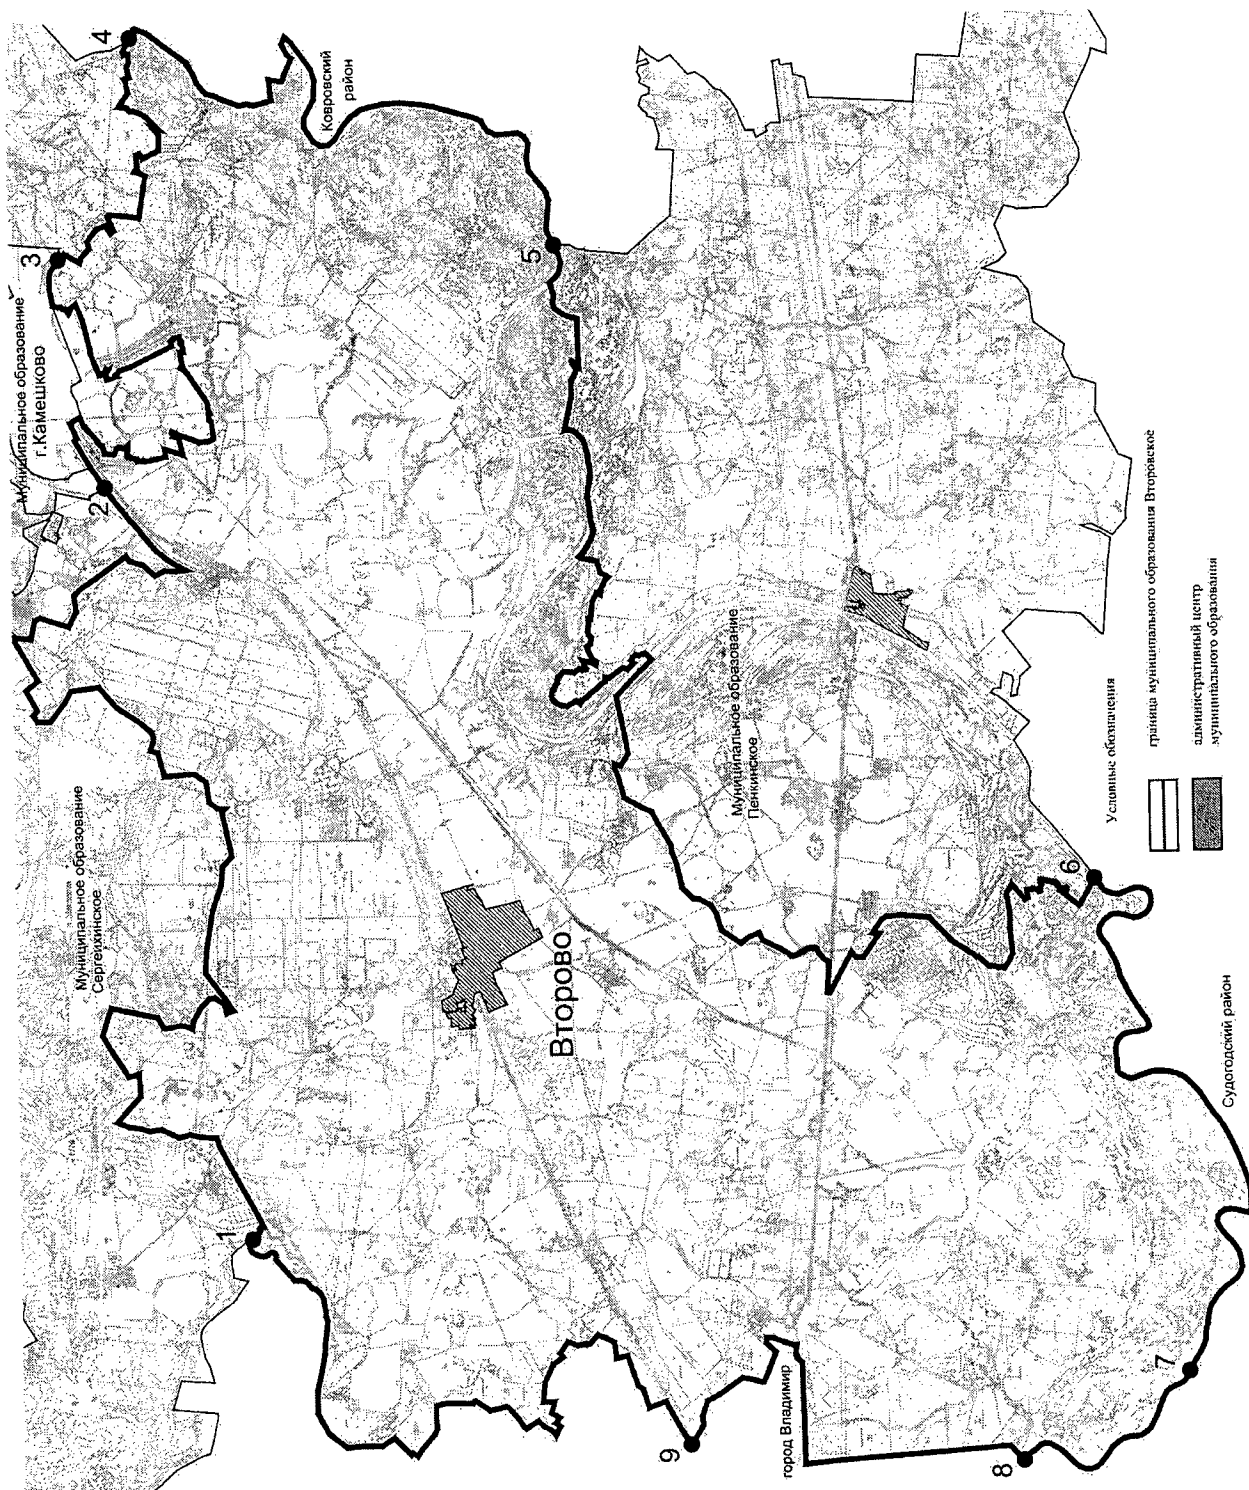 Муниципальное образование
г.Камешково
Ковровский
район
Муниципальное образование
Сергеихинское
Второво
Муниципальное образование
Пенкинское
город Владимир
Судогодский район
1
2
3
4
5
6
7
8
9
Условные обозначения
граница муниципального образования Второвское
административный центр
муниципального образования